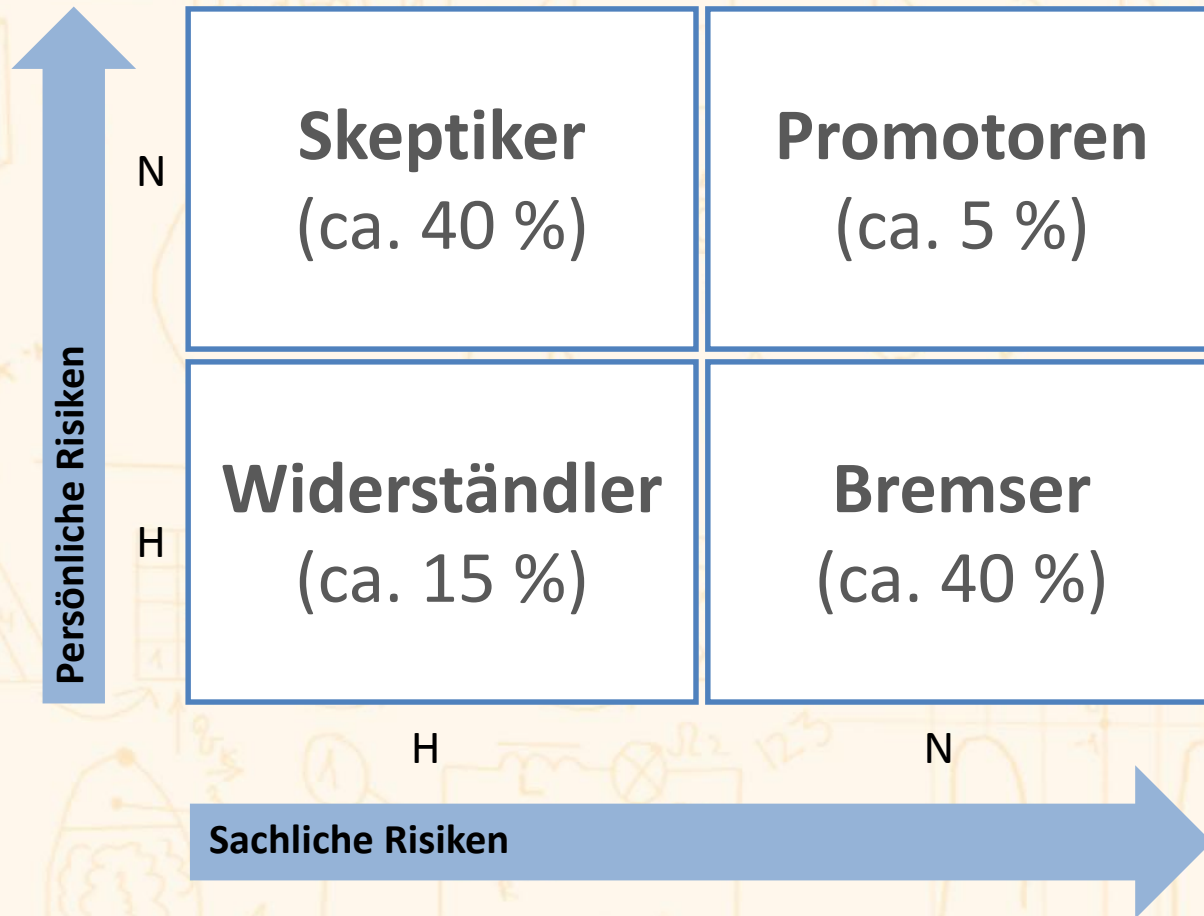 Skeptiker
(ca. 40 %)
Promotoren
(ca. 5 %)
N
Widerständler
(ca. 15 %)
Bremser
(ca. 40 %)
H
Persönliche Risiken
H
N
Sachliche Risiken